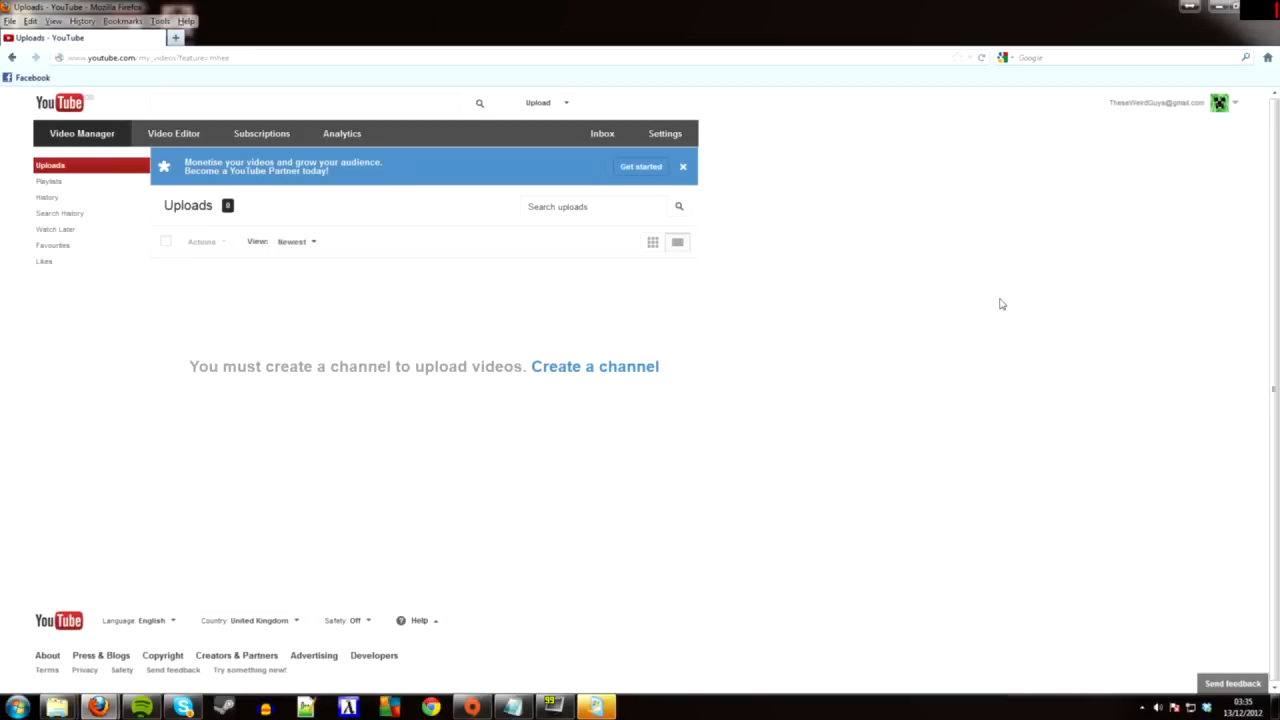 Uploads - YouTube - Mozilla Firefox
File Edit View History Bookmarks Tools Help
Uploads - YouTube
www.youtube.com/my_videos?feature=mhee
Google
Facebook
YouTube
Upload
TheseWeirdGuys@gmail.com
Video Manager Video Editor Subscriptions Analytics Inbox Settings
Uploads
Playlists
History
Search History
Watch Later
Favourites
Likes
Monetise your videos and grow your audience.
Become a YouTube Partner today!
Get started
Uploads 0
Search uploads
Actions View: Newest
You must create a channel to upload videos. Create a channel
YouTube Language: English Country: United Kingdom Safety: Off Help
About Press & Blogs Copyright Creators & Partners Advertising Developers
Terms Privacy Safety Send feedback Try something new!
Send feedback
99
03:35
13/12/2012